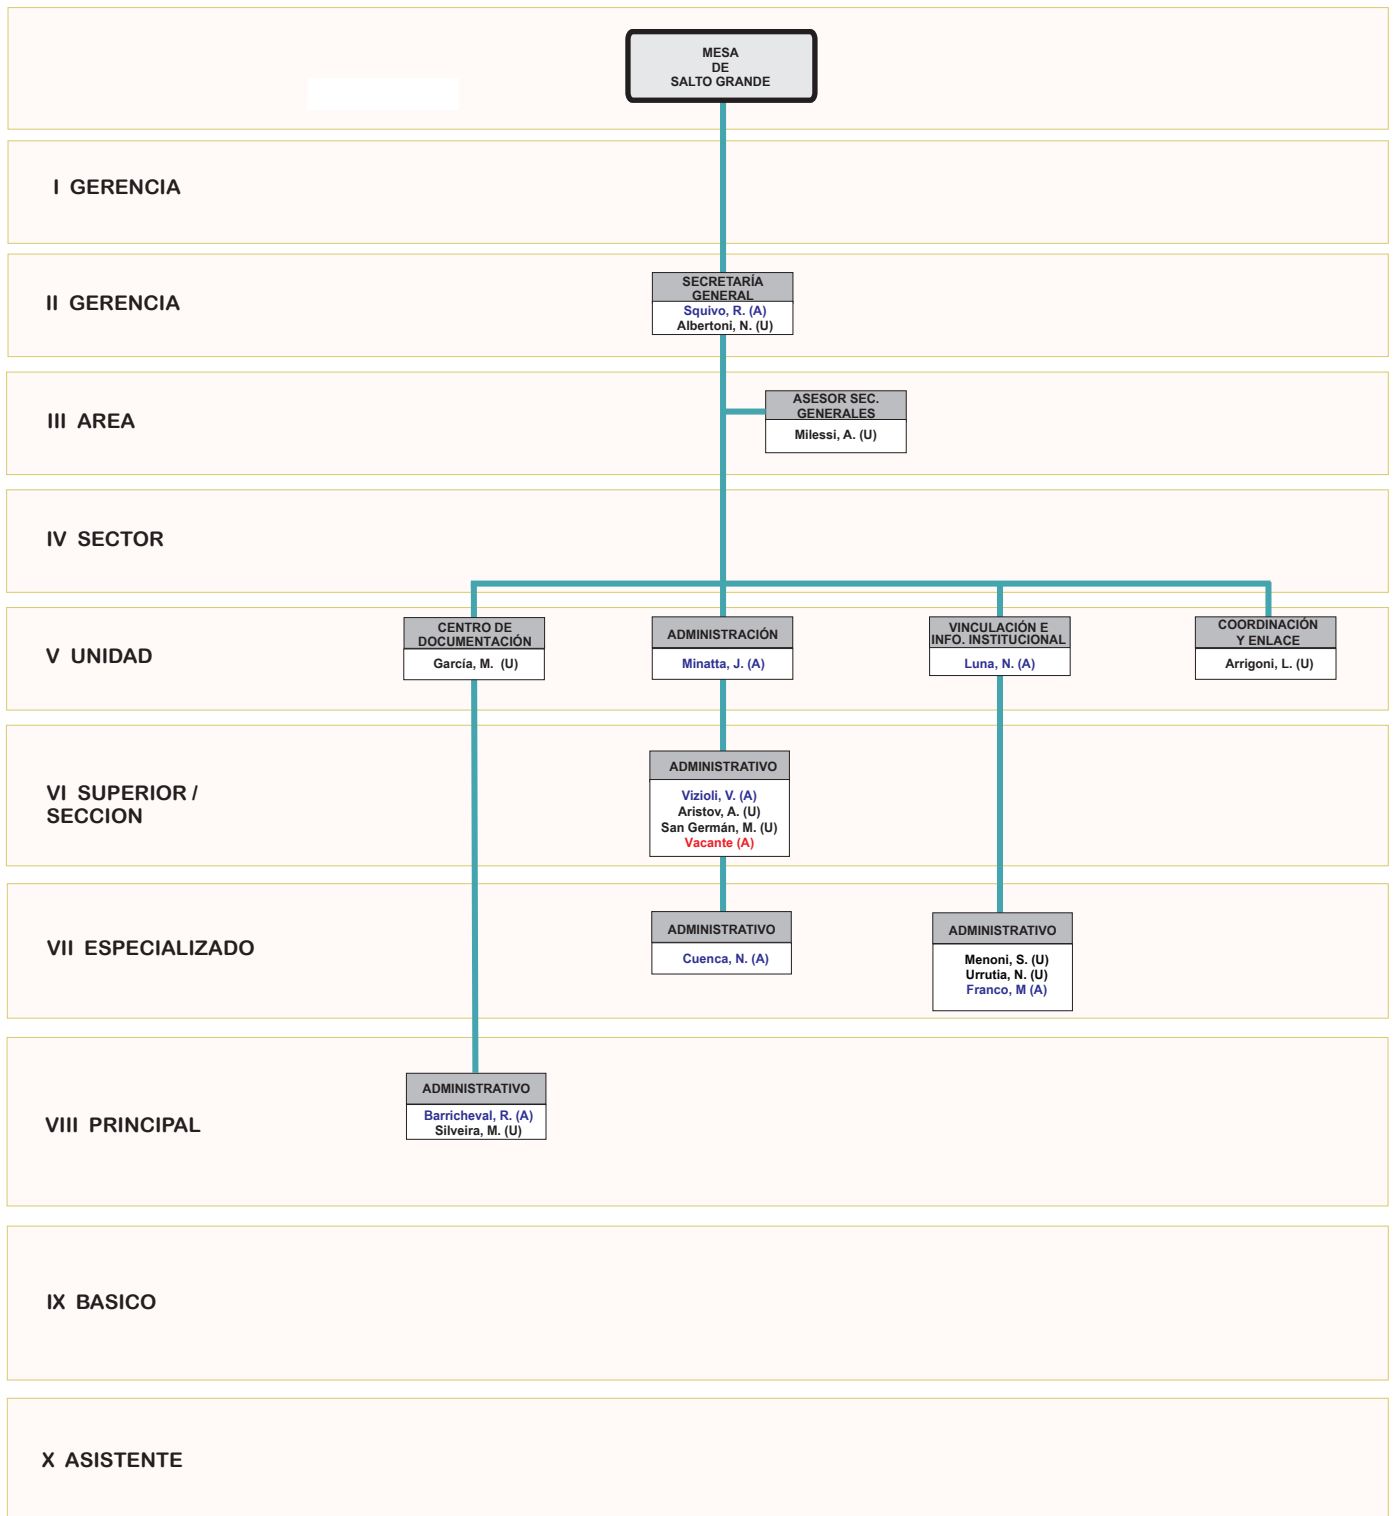 MESA
DE
SALTO GRANDE
I GERENCIA
II GERENCIA
SECRETARÍA
GENERAL
Squivo, R. (A)
Albertoni, N. (U)
III AREA
ASESOR SEC.
GENERALES
Milessi, A. (U)
IV SECTOR
V UNIDAD
CENTRO DE
DOCUMENTACIÓN
García, M. (U)
ADMINISTRACIÓN
Minatta, J. (A)
VINCULACIÓN E
INFO. INSTITUCIONAL
Luna, N. (A)
COORDINACIÓN
Y ENLACE
Arrigoni, L. (U)
VI SUPERIOR /
SECCION
ADMINISTRATIVO
Vizioli, V. (A)
Aristov, A. (U)
San Germán, M. (U)
Vacante (A)
VII ESPECIALIZADO
ADMINISTRATIVO
Cuenca, N. (A)
ADMINISTRATIVO
Menoni, S. (U)
Urrutia, N. (U)
Franco, M (A)
VIII PRINCIPAL
ADMINISTRATIVO
Barricheval, R. (A)
Silveira, M. (U)
IX BASICO
X ASISTENTE